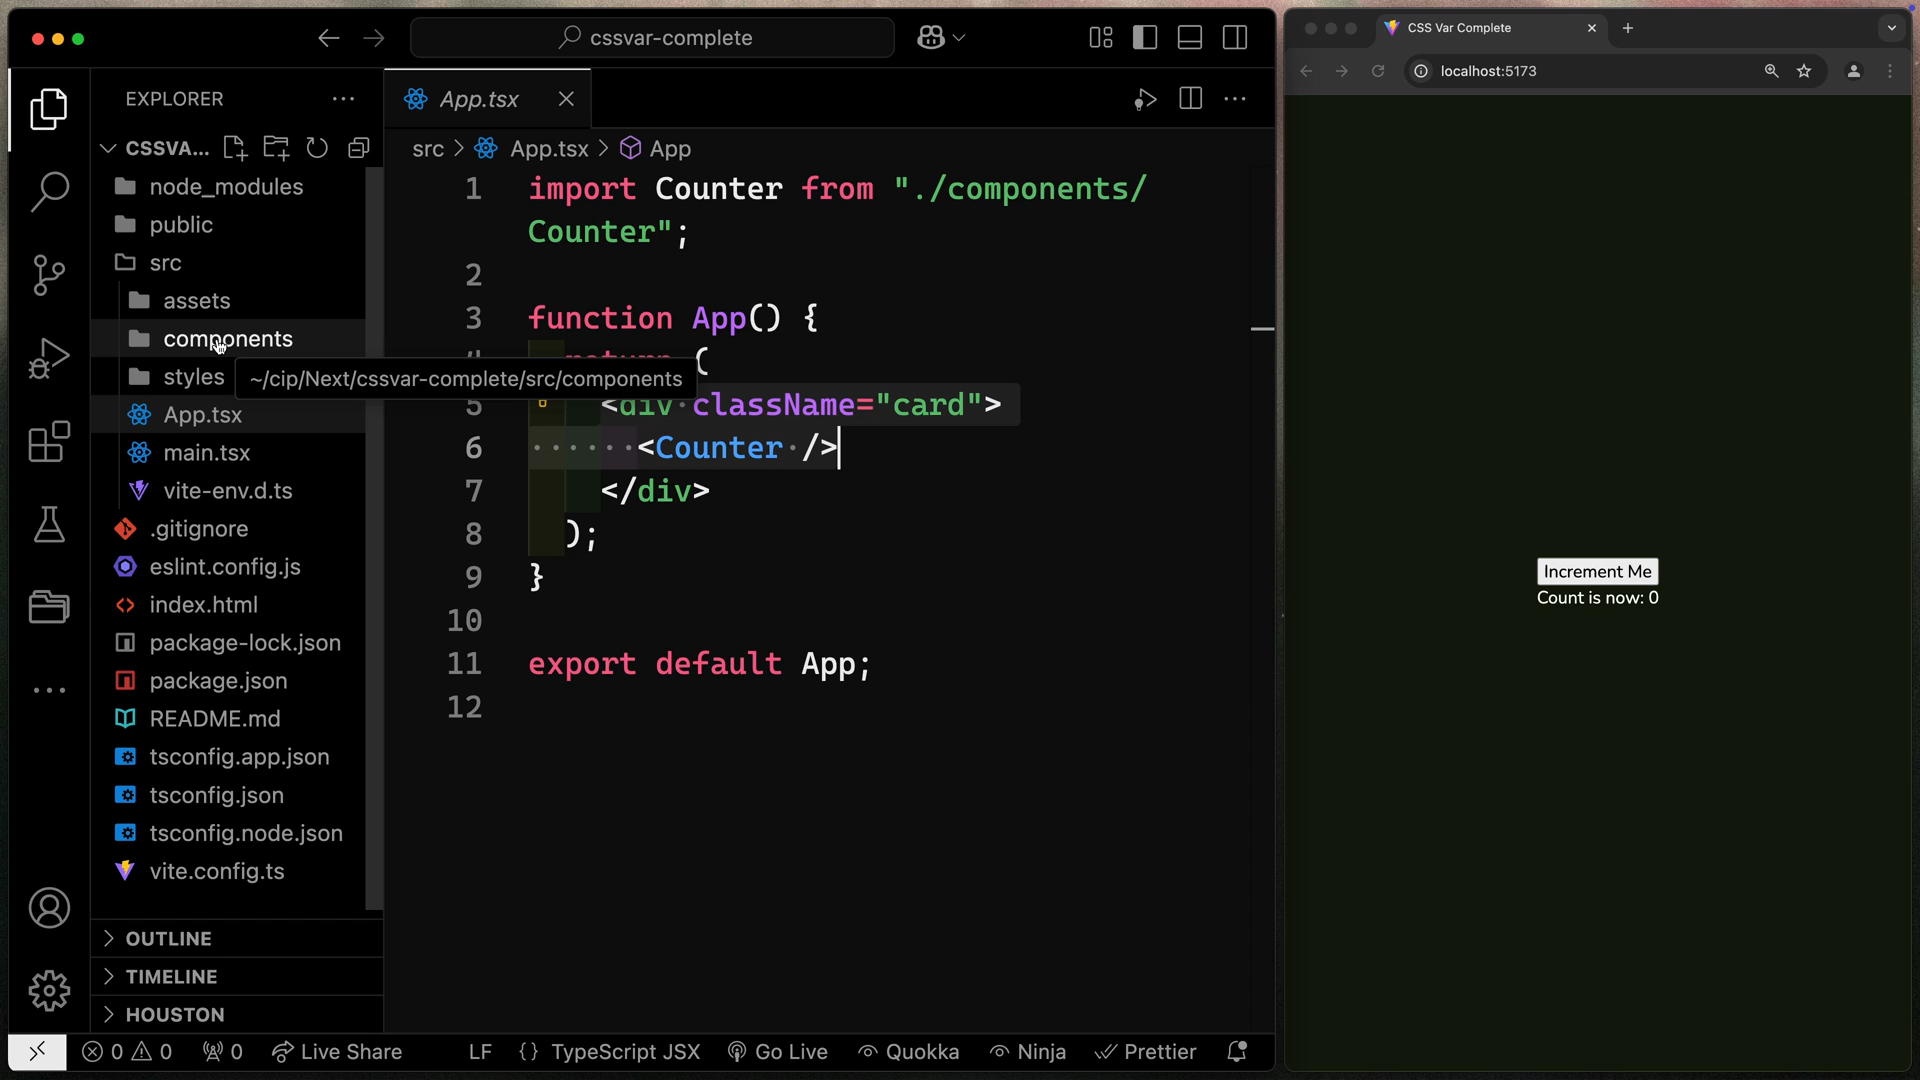 cssvar-complete
EXPLORER
CSSVA...
node_modules
public
src
assets
components
styles
App.tsx
main.tsx
vite-env.d.ts
.gitignore
eslint.config.js
index.html
package-lock.json
package.json
README.md
tsconfig.app.json
tsconfig.json
tsconfig.node.json
vite.config.ts
OUTLINE
TIMELINE
HOUSTON
~/cip/Next/cssvar-complete/src/components
App.tsx
src > App.tsx > App
1 import Counter from "./components/
Counter";
2
3 function App() {
(
5 <div className="card">
6 <Counter />
7 </div>
8 );
9 }
10
11 export default App;
12
0 0 0 Live Share LF {} TypeScript JSX Go Live Quokka Ninja Prettier
CSS Var Complete
localhost:5173
Increment Me
Count is now: 0